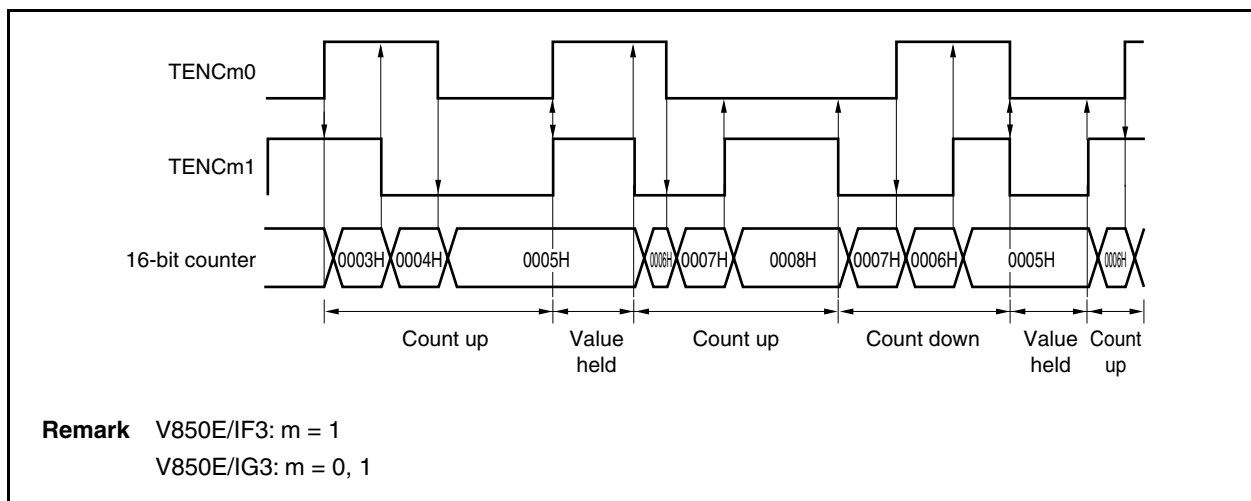 TENCm0
TENCm1
16-bit counter
0003H 0004H 0005H 0006H 0007H 0008H 0007H 0006H 0005H 0006H
Count up Value held Count up Count down Value held Count up
Remark V850E/IF3: m = 1
V850E/IG3: m = 0, 1